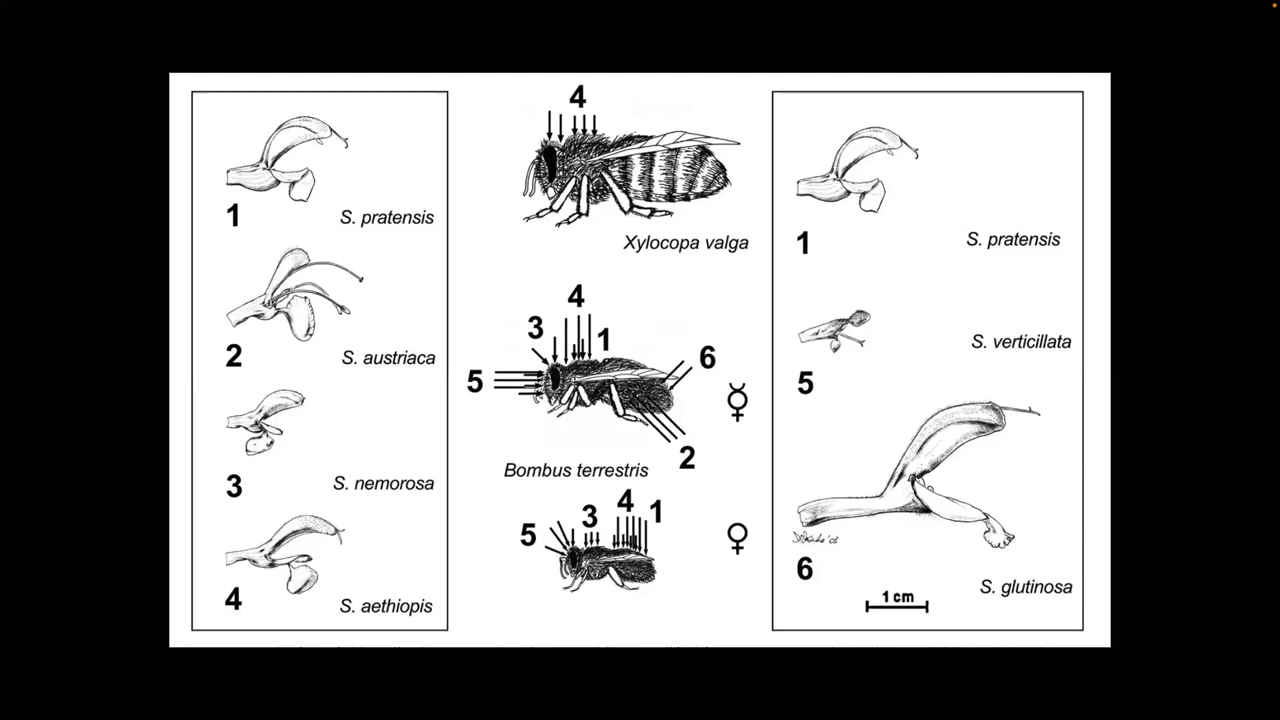 1
S. pratensis
2
S. austriaca
3
S. nemorosa
4
S. aethiopis
4
Xylocopa valga
4
3
1
5
6
2
Bombus terrestris
4
3
1
5
1
S. pratensis
S. verticillata
5
6
S. glutinosa
1 cm